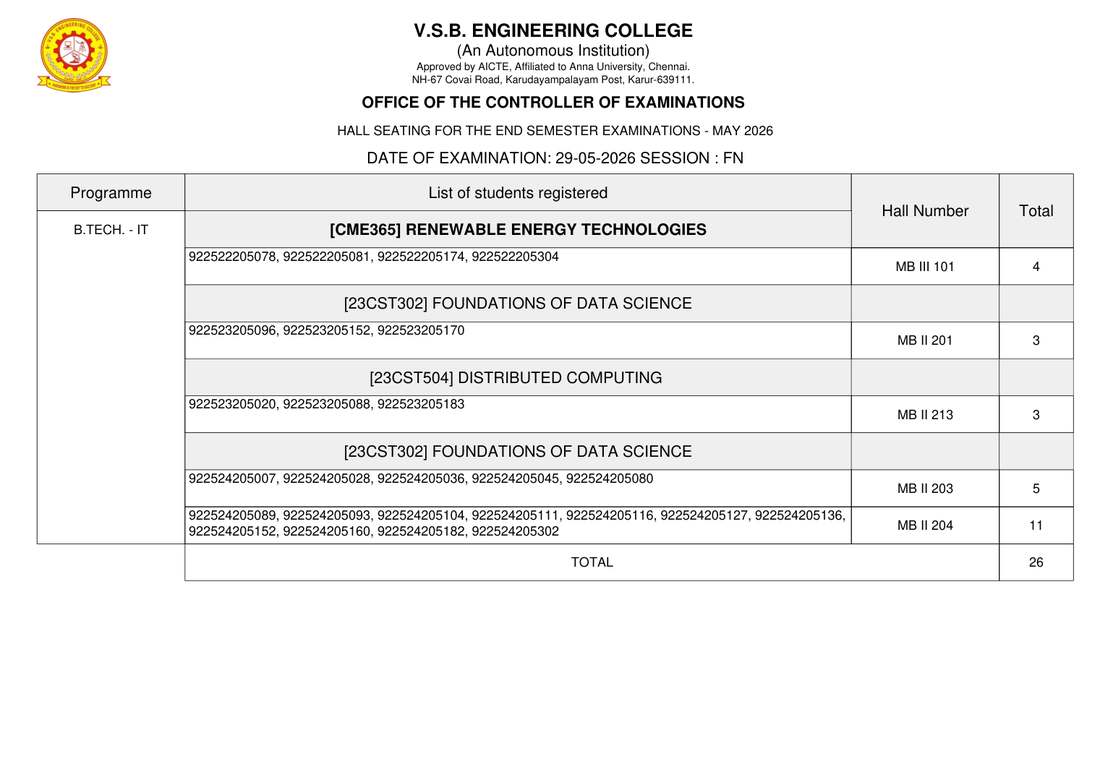 V.S.B. ENGINEERING COLLEGE
(An Autonomous Institution)
Approved by AICTE, Affiliated to Anna University, Chennai.
NH-67 Covai Road, Karudayampalayam Post, Karur-639111.
OFFICE OF THE CONTROLLER OF EXAMINATIONS
HALL SEATING FOR THE END SEMESTER EXAMINATIONS - MAY 2026
DATE OF EXAMINATION: 29-05-2026 SESSION : FN
Programme List of students registered Hall Number Total
B.TECH. - IT [CME365] RENEWABLE ENERGY TECHNOLOGIES
922522205078, 922522205081, 922522205174, 922522205304 MB III 101 4
[23CST302] FOUNDATIONS OF DATA SCIENCE
922523205096, 922523205152, 922523205170 MB II 201 3
[23CST504] DISTRIBUTED COMPUTING
922523205020, 922523205088, 922523205183 MB II 213 3
[23CST302] FOUNDATIONS OF DATA SCIENCE
922524205007, 922524205028, 922524205036, 922524205045, 922524205080 MB II 203 5
922524205089, 922524205093, 922524205104, 922524205111, 922524205116, 922524205127, 922524205136,
922524205152, 922524205160, 922524205182, 922524205302 MB II 204 11
TOTAL 26